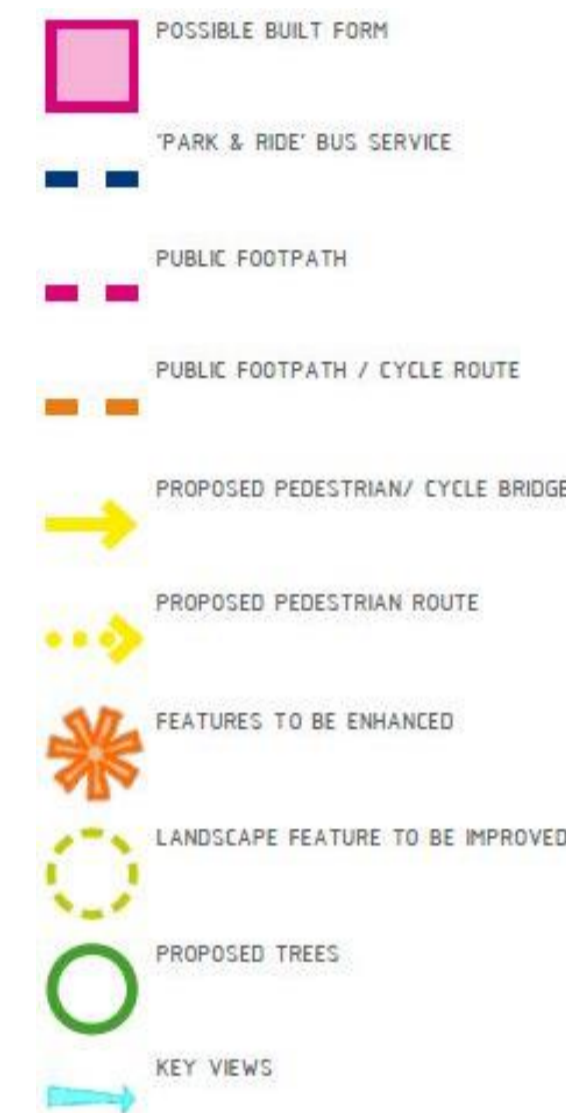 POSSIBLE BUILT FORM
'PARK & RIDE' BUS SERVICE
PUBLIC FOOTPATH
PUBLIC FOOTPATH / CYCLE ROUTE
PROPOSED PEDESTRIAN/ CYCLE BRIDGE
PROPOSED PEDESTRIAN ROUTE
FEATURES TO BE ENHANCED
LANDSCAPE FEATURE TO BE IMPROVED
PROPOSED TREES
KEY VIEWS